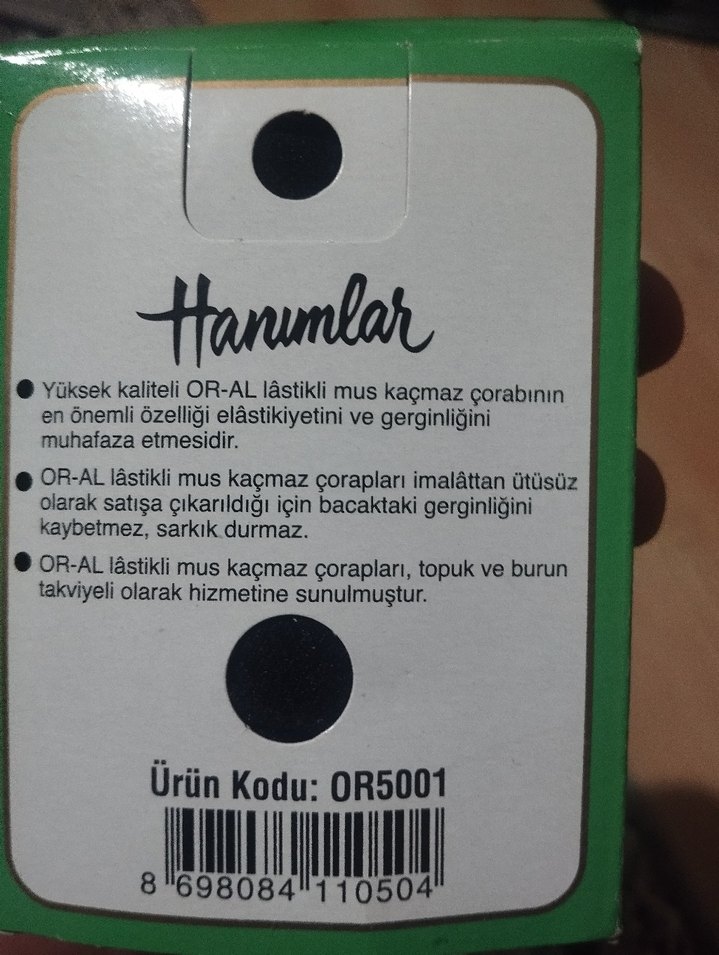 Hanımlar
● Yüksek kaliteli OR-AL lâstikli mus kaçmaz çorabının
en önemli özelliği elâstikiyetini ve gerginliğini
muhafaza etmesidir.
● OR-AL lâstikli mus kaçmaz çorapları imalâttan ütüsüz
olarak satışa çıkarıldığı için bacaktaki gerginliğini
kaybetmez, sarkık durmaz.
● OR-AL lâstikli mus kaçmaz çorapları, topuk ve burun
takviyeli olarak hizmetine sunulmuştur.
Ürün Kodu: OR5001
8 698084 110504